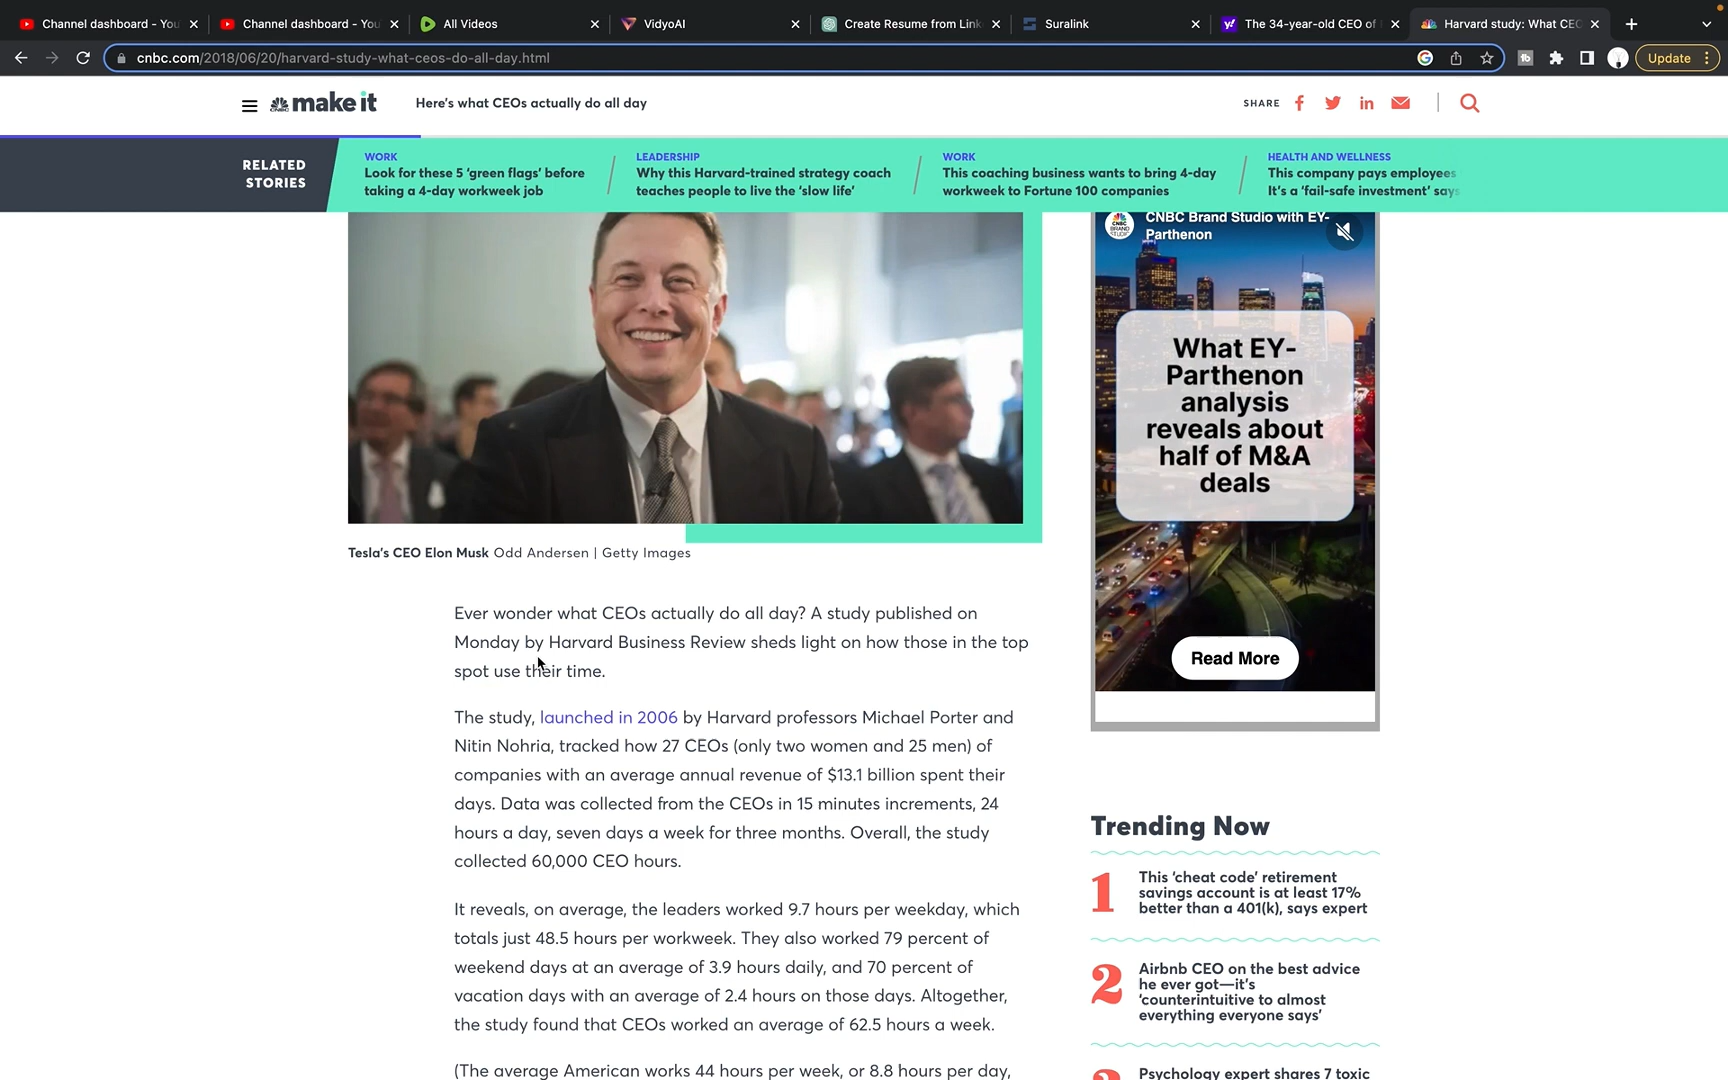 Channel dashboard - You
Channel dashboard - You
All Videos
VidyoAI
Create Resume from Link
Suralink
The 34-year-old CEO of
Harvard study: What CEO
cnbc.com/2018/06/20/harvard-study-what-ceos-do-all-day.html
Update
CNBC
make it
Here's what CEOs actually do all day
SHARE
RELATED
STORIES
WORK
Look for these 5 'green flags' before
taking a 4-day workweek job
LEADERSHIP
Why this Harvard-trained strategy coach
teaches people to live the 'slow life'
WORK
This coaching business wants to bring 4-day
workweek to Fortune 100 companies
HEALTH AND WELLNESS
This company pays employees
It's a 'fail-safe investment' says
CNBC Brand Studio with EY-
Parthenon
What EY-
Parthenon
analysis
reveals about
half of M&A
deals
Read More
Tesla's CEO Elon Musk Odd Andersen | Getty Images
Ever wonder what CEOs actually do all day? A study published on
Monday by Harvard Business Review sheds light on how those in the top
spot use their time.
The study, launched in 2006 by Harvard professors Michael Porter and
Nitin Nohria, tracked how 27 CEOs (only two women and 25 men) of
companies with an average annual revenue of $13.1 billion spent their
days. Data was collected from the CEOs in 15 minutes increments, 24
hours a day, seven days a week for three months. Overall, the study
collected 60,000 CEO hours.
It reveals, on average, the leaders worked 9.7 hours per weekday, which
totals just 48.5 hours per workweek. They also worked 79 percent of
weekend days at an average of 3.9 hours daily, and 70 percent of
vacation days with an average of 2.4 hours on those days. Altogether,
the study found that CEOs worked an average of 62.5 hours a week.
(The average American works 44 hours per week, or 8.8 hours per day,
Trending Now
1
This 'cheat code' retirement
savings account is at least 17%
better than a 401(k), says expert
2
Airbnb CEO on the best advice
he ever got—it's
'counterintuitive to almost
everything everyone says'
Psychology expert shares 7 toxic